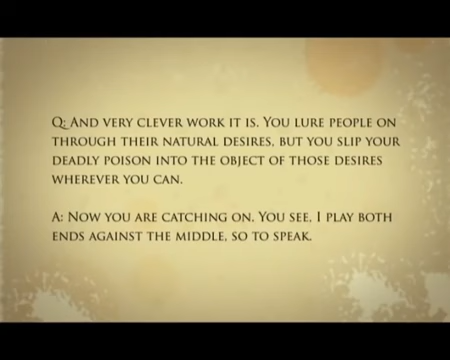 Q: And very clever work it is. You lure people on
through their natural desires, but you slip your
deadly poison into the object of those desires
wherever you can.
A: Now you are catching on. You see, I play both
ends against the middle, so to speak.